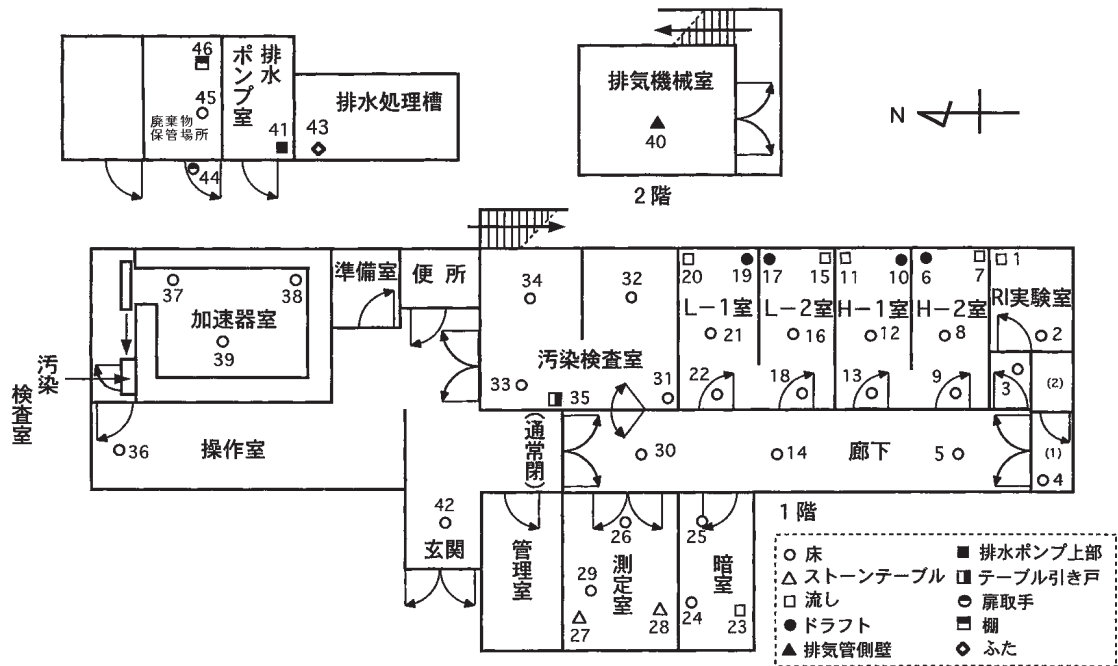 46
排水
ポンプ室
45
廃棄物
保管場所
41
43
排水処理槽
44
排気機械室
40
2階
N
準備室
便所
37
38
加速器室
39
汚染
検査室
36
操作室
34
32
33
35
31
汚染検査室
20
19
L-1室
21
22
17
15
L-2室
16
18
11
10
H-1室
12
13
6
7
H-2室
8
9
1
RI実験室
2
3
(2)
(1)
4
(通常閉)
30
14
廊下
5
42
玄関
管理室
26
測定室
29
27
28
25
暗室
24
23
1階
床
ストーンテーブル
流し
ドラフト
排気管側壁
排水ポンプ上部
テーブル引き戸
扉取手
棚
ふた